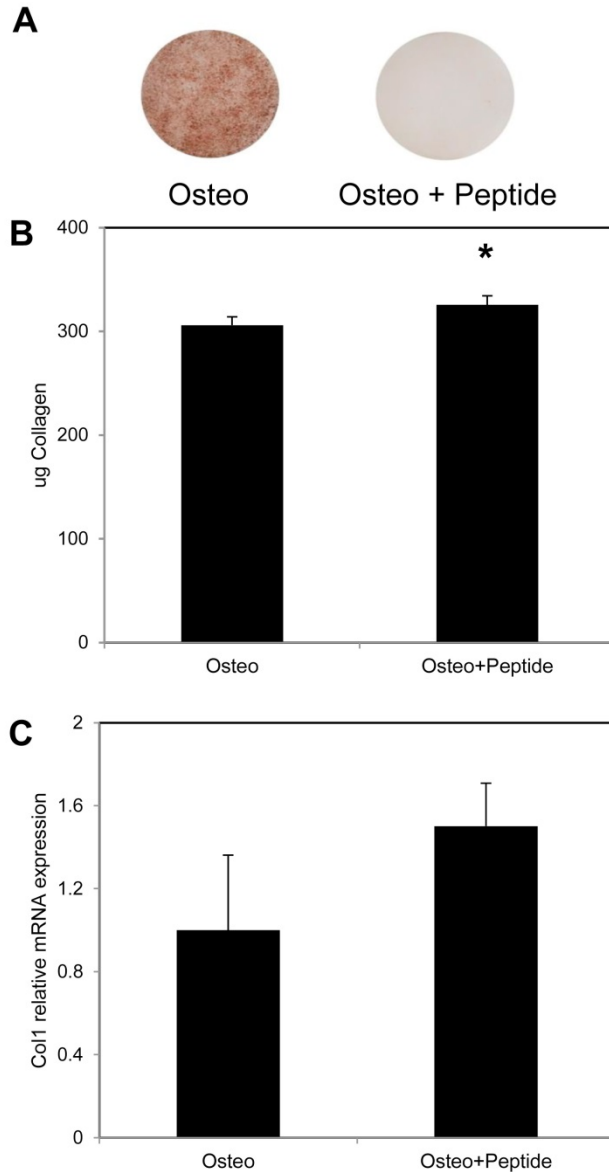 A
Osteo
Osteo + Peptide
B
400
*
300
200
100
0
ug Collagen
Osteo
Osteo+Peptide
C
2
1.6
1.2
0.8
0.4
0
Col1 relative mRNA expression
Osteo
Osteo+Peptide